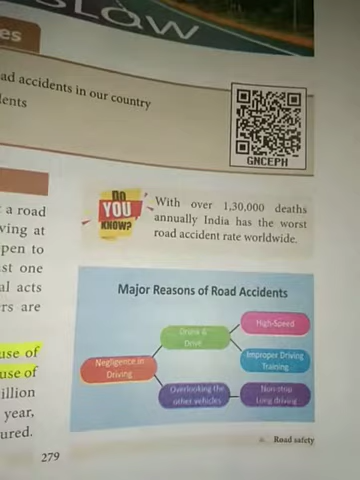 SLOW
es
ad accidents in our country
dents
GNCEPH
DO
YOU
KNOW?
With over 1,30,000 deaths
annually India has the worst
road accident rate worldwide.
a road
ving at
pen to
st one
al acts
rs are
use of
use of
illion
year,
ured.
Major Reasons of Road Accidents
High-Speed
Drunk &
Drive
Improper Driving
Training
Negligence in
Driving
Overlooking the
other vehicles
Non-stop
Long driving
Road safety
279